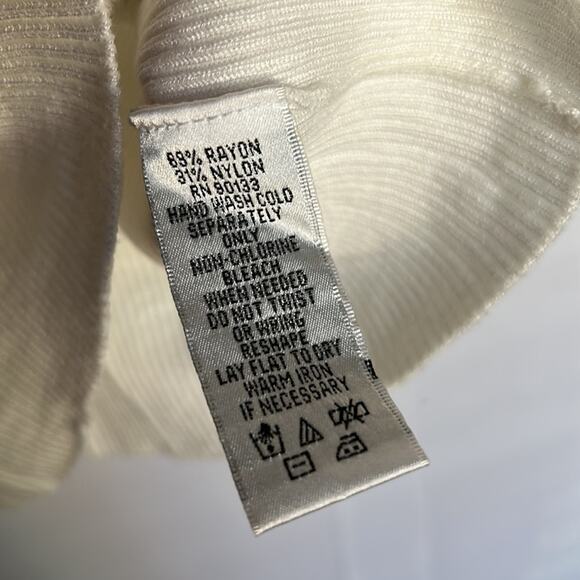 69% RAYON
31% NYLON
RN 90133
HAND WASH COLD
SEPARATELY
ONLY
NON-CHLORINE
BLEACH
WHEN NEEDED
DO NOT TWIST
OR WRING
RESHAPE
LAY FLAT TO DRY
WARM IRON
IF NECESSARY